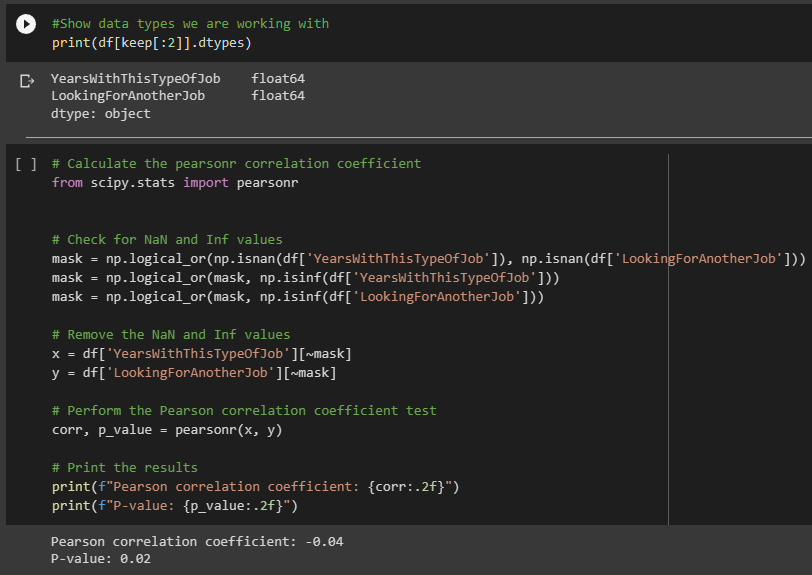 #Show data types we are working with
print(df[keep[:2]].dtypes)
YearsWithThisTypeOfJob    float64
LookingForAnotherJob      float64
dtype: object
[ ] # Calculate the pearsonr correlation coefficient
from scipy.stats import pearsonr
# Check for NaN and Inf values
mask = np.logical_or(np.isnan(df['YearsWithThisTypeOfJob']), np.isnan(df['LookingForAnotherJob']))
mask = np.logical_or(mask, np.isinf(df['YearsWithThisTypeOfJob']))
mask = np.logical_or(mask, np.isinf(df['LookingForAnotherJob']))
# Remove the NaN and Inf values
x = df['YearsWithThisTypeOfJob'][~mask]
y = df['LookingForAnotherJob'][~mask]
# Perform the Pearson correlation coefficient test
corr, p_value = pearsonr(x, y)
# Print the results
print(f"Pearson correlation coefficient: {corr:.2f}")
print(f"P-value: {p_value:.2f}")
Pearson correlation coefficient: -0.04
P-value: 0.02